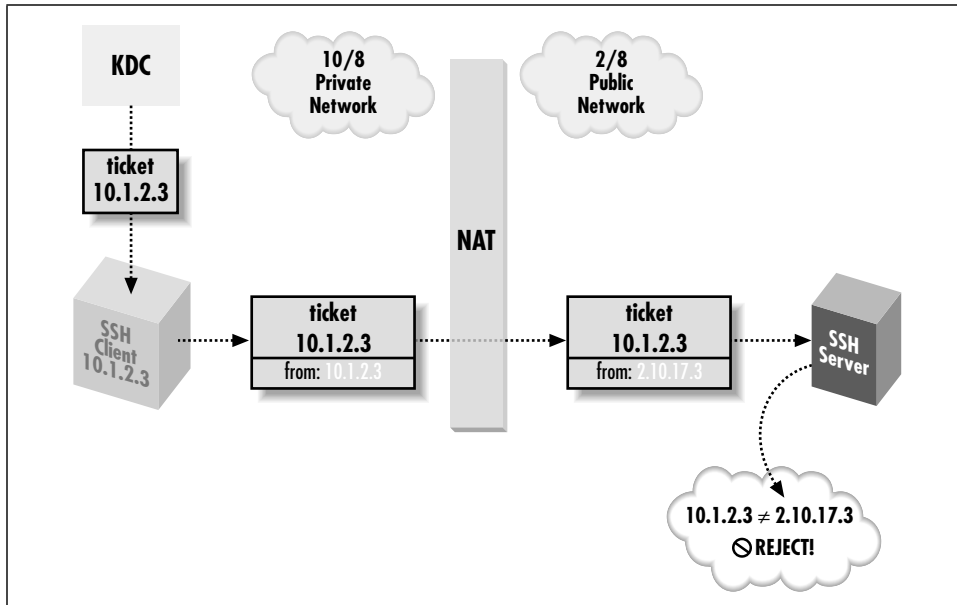 KDC
10/8
Private
Network
2/8
Public
Network
ticket
10.1.2.3
NAT
SSH
Client
10.1.2.3
ticket
10.1.2.3
from: 10.1.2.3
ticket
10.1.2.3
from: 2.10.17.3
SSH
Server
10.1.2.3 ≠ 2.10.17.3
REJECT!